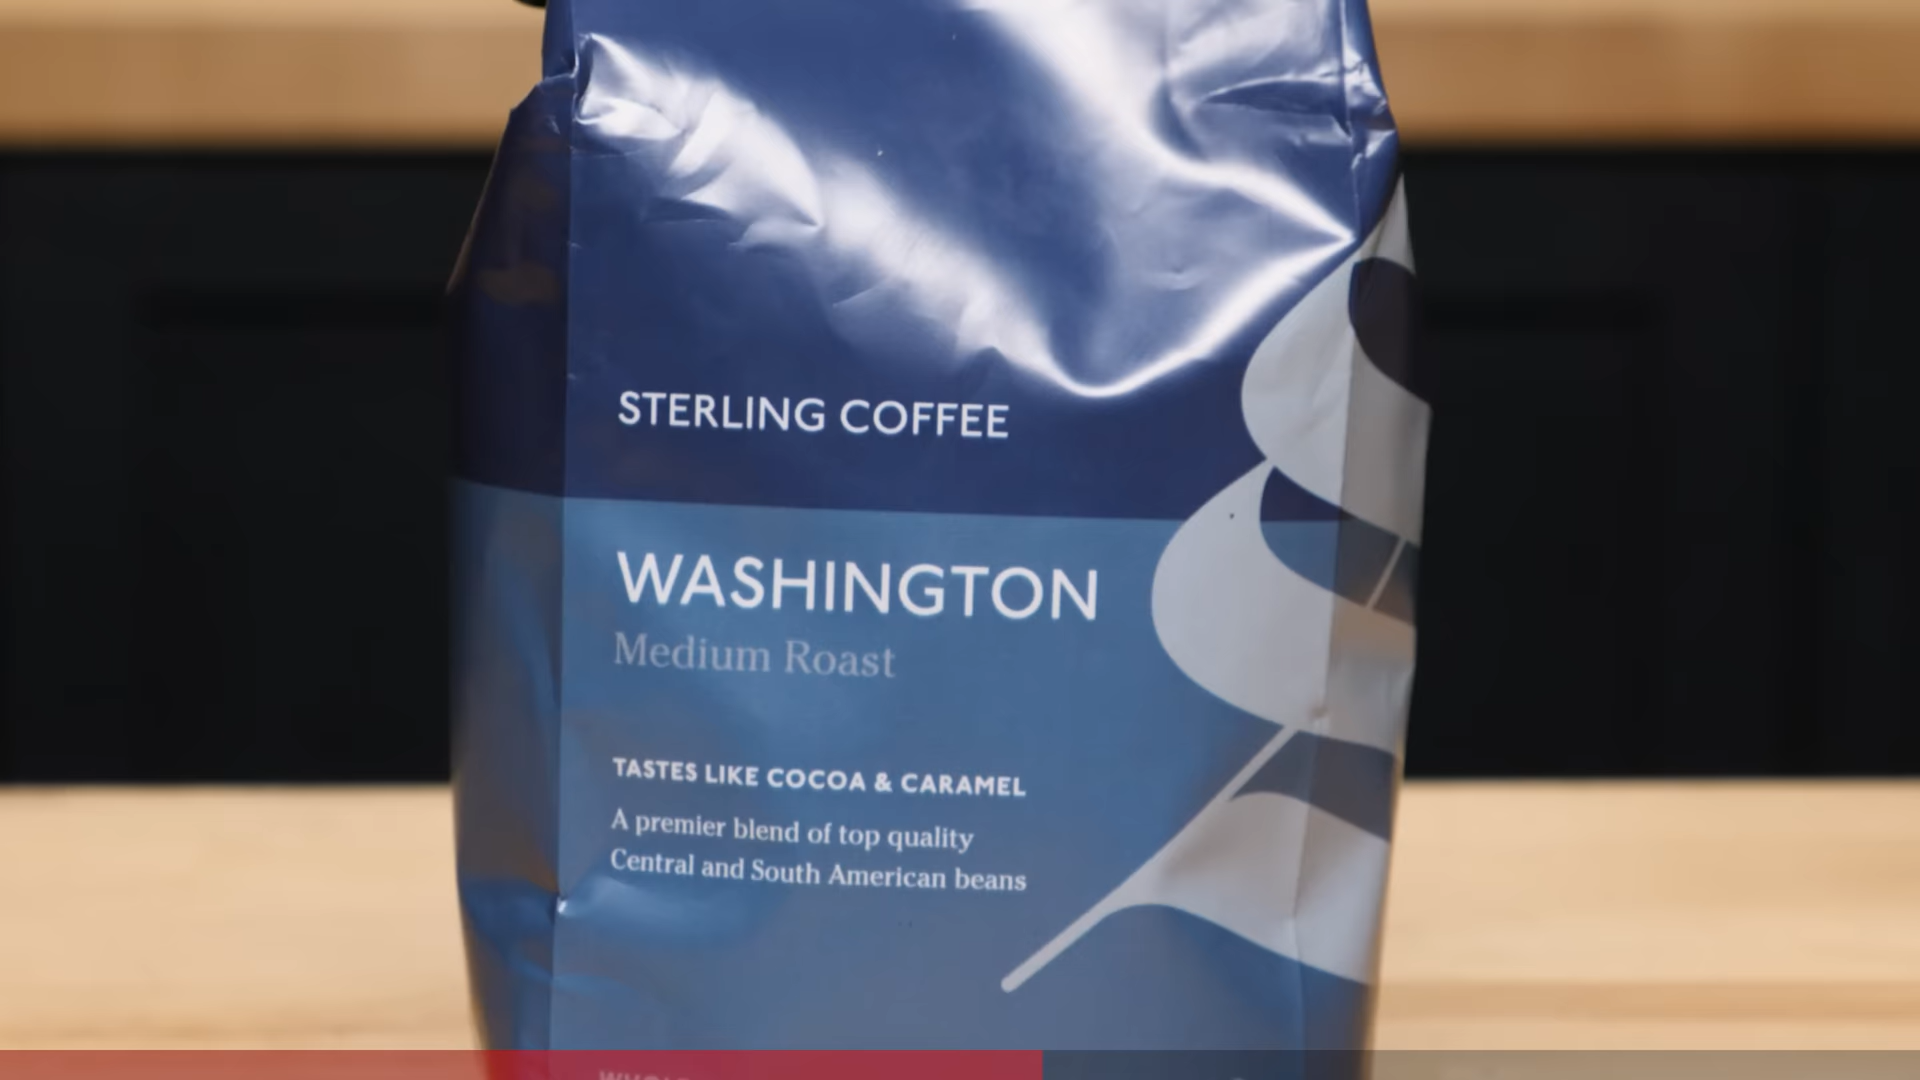 STERLING COFFEE
WASHINGTON
Medium Roast
TASTES LIKE COCOA & CARAMEL
A premier blend of top quality
Central and South American beans